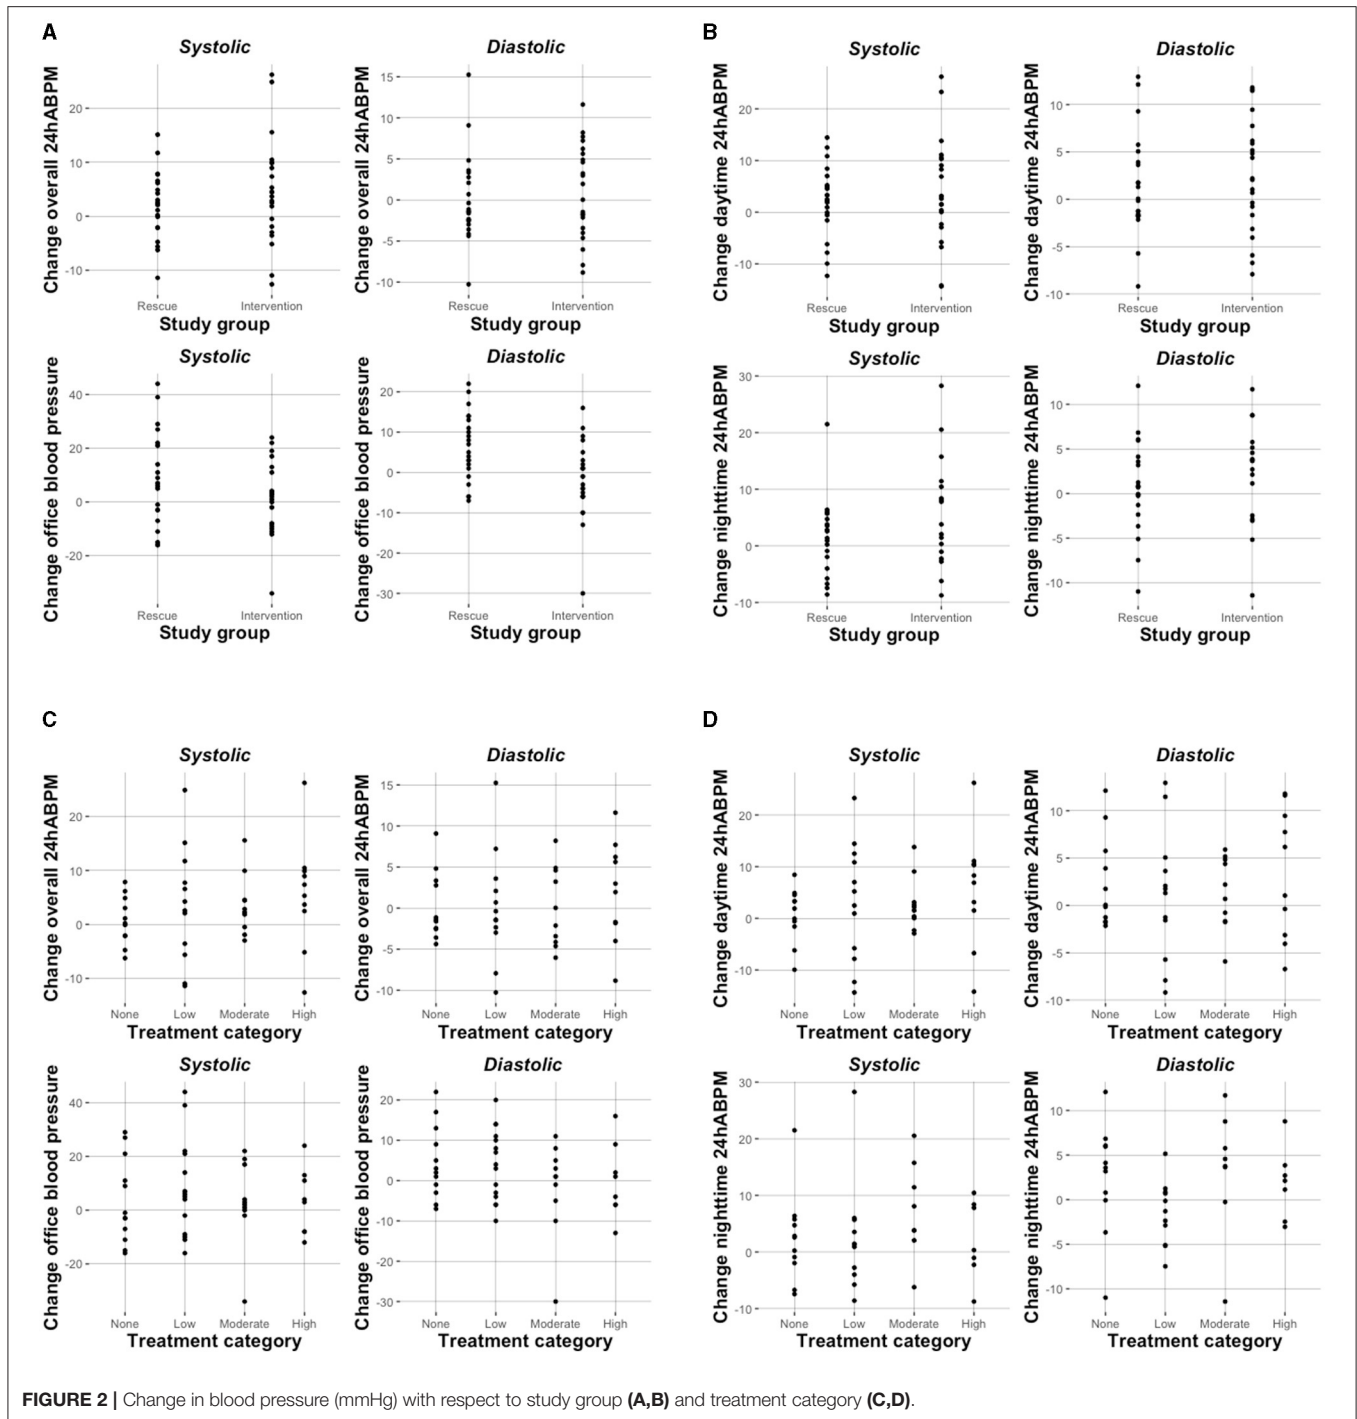 A
B
Systolic
Diastolic
Systolic
Diastolic
Change overall 24hABPM
20
10
0
-10
Rescue
Intervention
Study group
Change overall 24hABPM
15
10
5
0
-5
-10
Rescue
Intervention
Study group
Change daytime 24hABPM
20
10
0
-10
Rescue
Intervention
Study group
Change daytime 24hABPM
10
5
0
-5
-10
Rescue
Intervention
Study group
Systolic
Diastolic
Systolic
Diastolic
Change office blood pressure
40
20
0
-20
Rescue
Intervention
Study group
Change office blood pressure
20
10
0
-10
-20
-30
Rescue
Intervention
Study group
Change nighttime 24hABPM
30
20
10
0
-10
Rescue
Intervention
Study group
Change nighttime 24hABPM
10
5
0
-5
-10
Rescue
Intervention
Study group
C
D
Systolic
Diastolic
Systolic
Diastolic
Change overall 24hABPM
20
10
0
-10
None
Low
Moderate
High
Treatment category
Change overall 24hABPM
15
10
5
0
-5
-10
None
Low
Moderate
High
Treatment category
Change daytime 24hABPM
20
10
0
-10
None
Low
Moderate
High
Treatment category
Change daytime 24hABPM
10
5
0
-5
-10
None
Low
Moderate
High
Treatment category
Systolic
Diastolic
Systolic
Diastolic
Change office blood pressure
40
20
0
-20
None
Low
Moderate
High
Treatment category
Change office blood pressure
20
10
0
-10
-20
-30
None
Low
Moderate
High
Treatment category
Change nighttime 24hABPM
30
20
10
0
-10
None
Low
Moderate
High
Treatment category
Change nighttime 24hABPM
10
5
0
-5
-10
None
Low
Moderate
High
Treatment category
FIGURE 2 | Change in blood pressure (mmHg) with respect to study group (A,B) and treatment category (C,D).